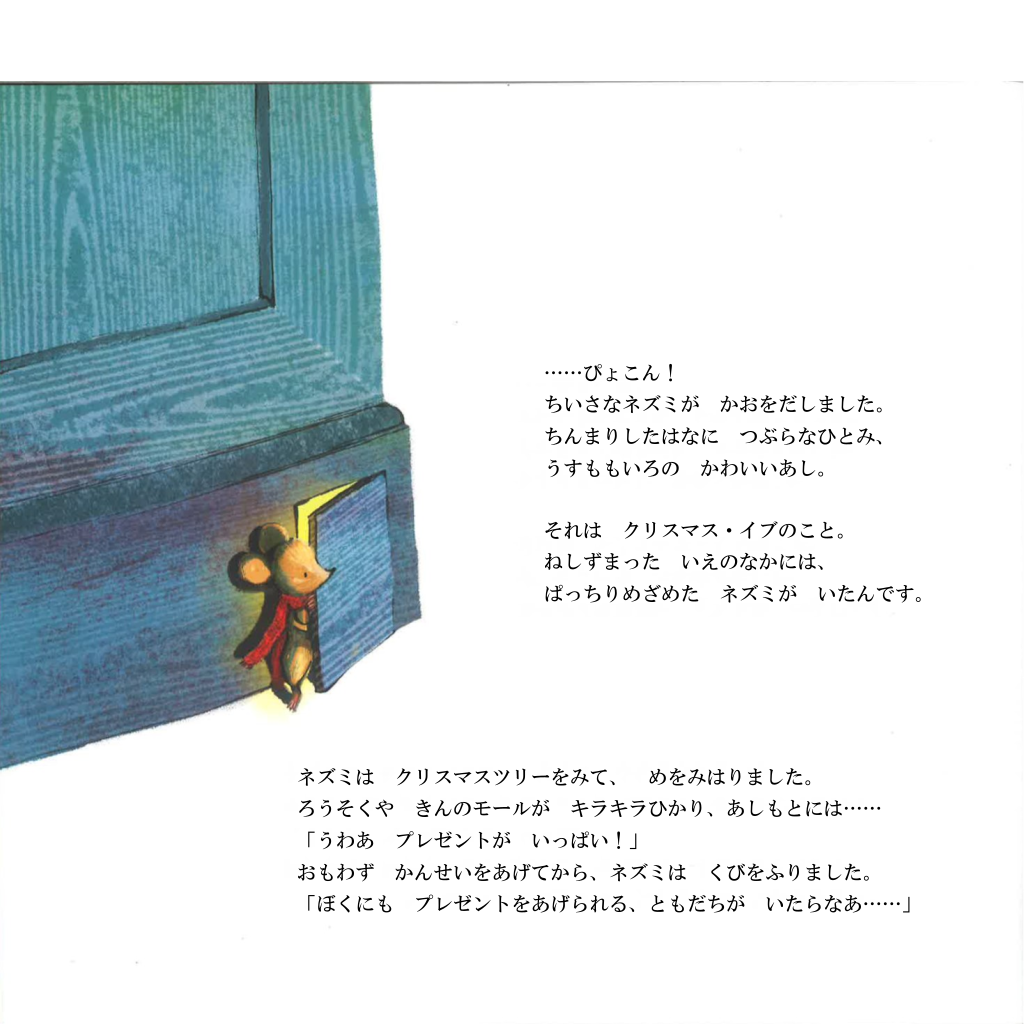 ……ぴょこん！
ちいさなネズミが　かおをだしました。
ちんまりしたはなに　つぶらなひとみ、
うすももいろの　かわいいあし。
それは　クリスマス・イブのこと。
ねしずまった　いえのなかには、
ぱっちりめざめた　ネズミが　いたんです。
ネズミは　クリスマスツリーをみて、　めをみはりました。
ろうそくや　きんのモールが　キラキラひかり、あしもとには……
「うわあ　プレゼントが　いっぱい！」
おもわず　かんせいをあげてから、ネズミは　くびをふりました。
「ぼくにも　プレゼントをあげられる、ともだちが　いたらなあ……」